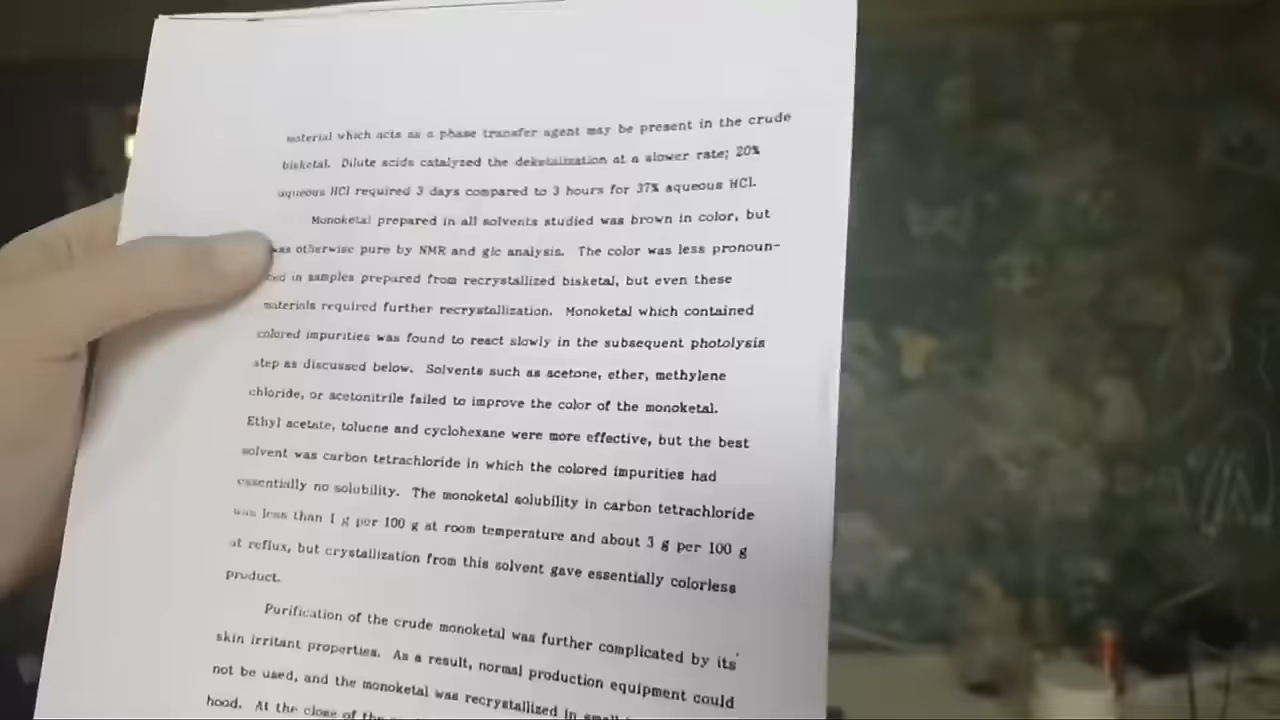 material which acts as a phase transfer agent may be present in the crude
bisketal. Dilute acids catalyzed the deketalization at a slower rate; 20%
aqueous HCl required 3 days compared to 3 hours for 37% aqueous HCl.
Monoketal prepared in all solvents studied was brown in color, but
was otherwise pure by NMR and glc analysis. The color was less pronoun-
ced in samples prepared from recrystallized bisketal, but even these
materials required further recrystallization. Monoketal which contained
colored impurities was found to react slowly in the subsequent photolysis
step as discussed below. Solvents such as acetone, ether, methylene
chloride, or acetonitrile failed to improve the color of the monoketal.
Ethyl acetate, toluene and cyclohexane were more effective, but the best
solvent was carbon tetrachloride in which the colored impurities had
essentially no solubility. The monoketal solubility in carbon tetrachloride
was less than 1 g per 100 g at room temperature and about 3 g per 100 g
at reflux, but crystallization from this solvent gave essentially colorless
product.
Purification of the crude monoketal was further complicated by its
skin irritant properties. As a result, normal production equipment could
not be used, and the monoketal was recrystallized in
hood. At the close of the